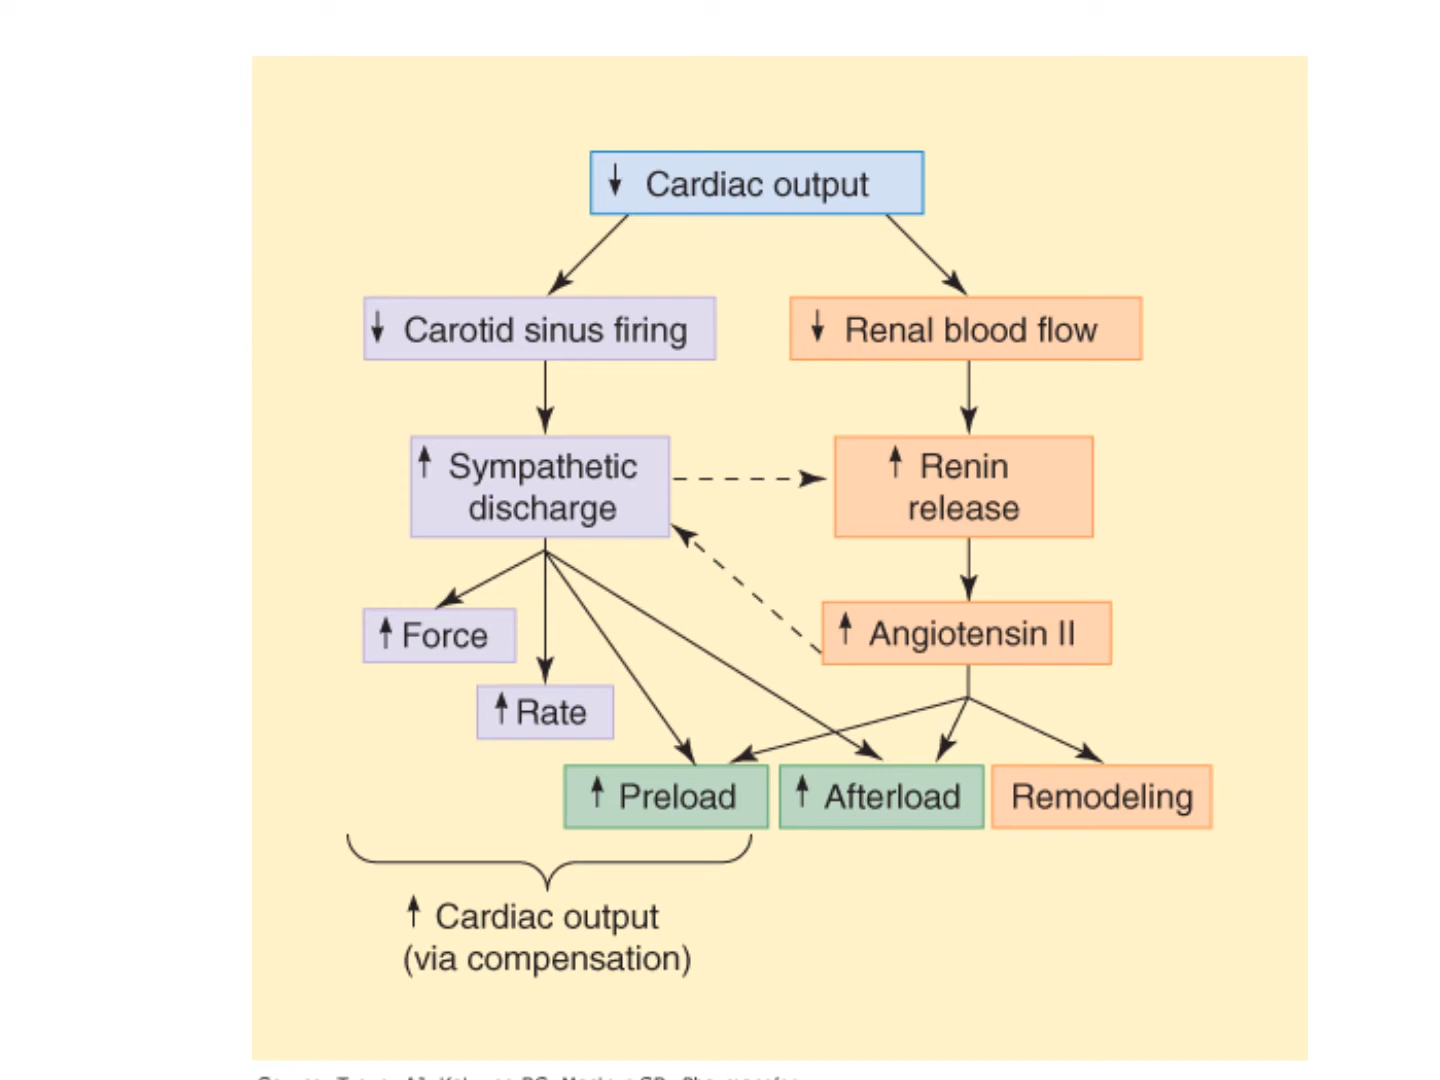 ↓ Cardiac output
↓ Carotid sinus firing
↓ Renal blood flow
↑ Sympathetic
discharge
↑ Renin
release
↑ Force
↑ Angiotensin II
↑ Rate
↑ Preload
↑ Afterload
Remodeling
↑ Cardiac output
(via compensation)